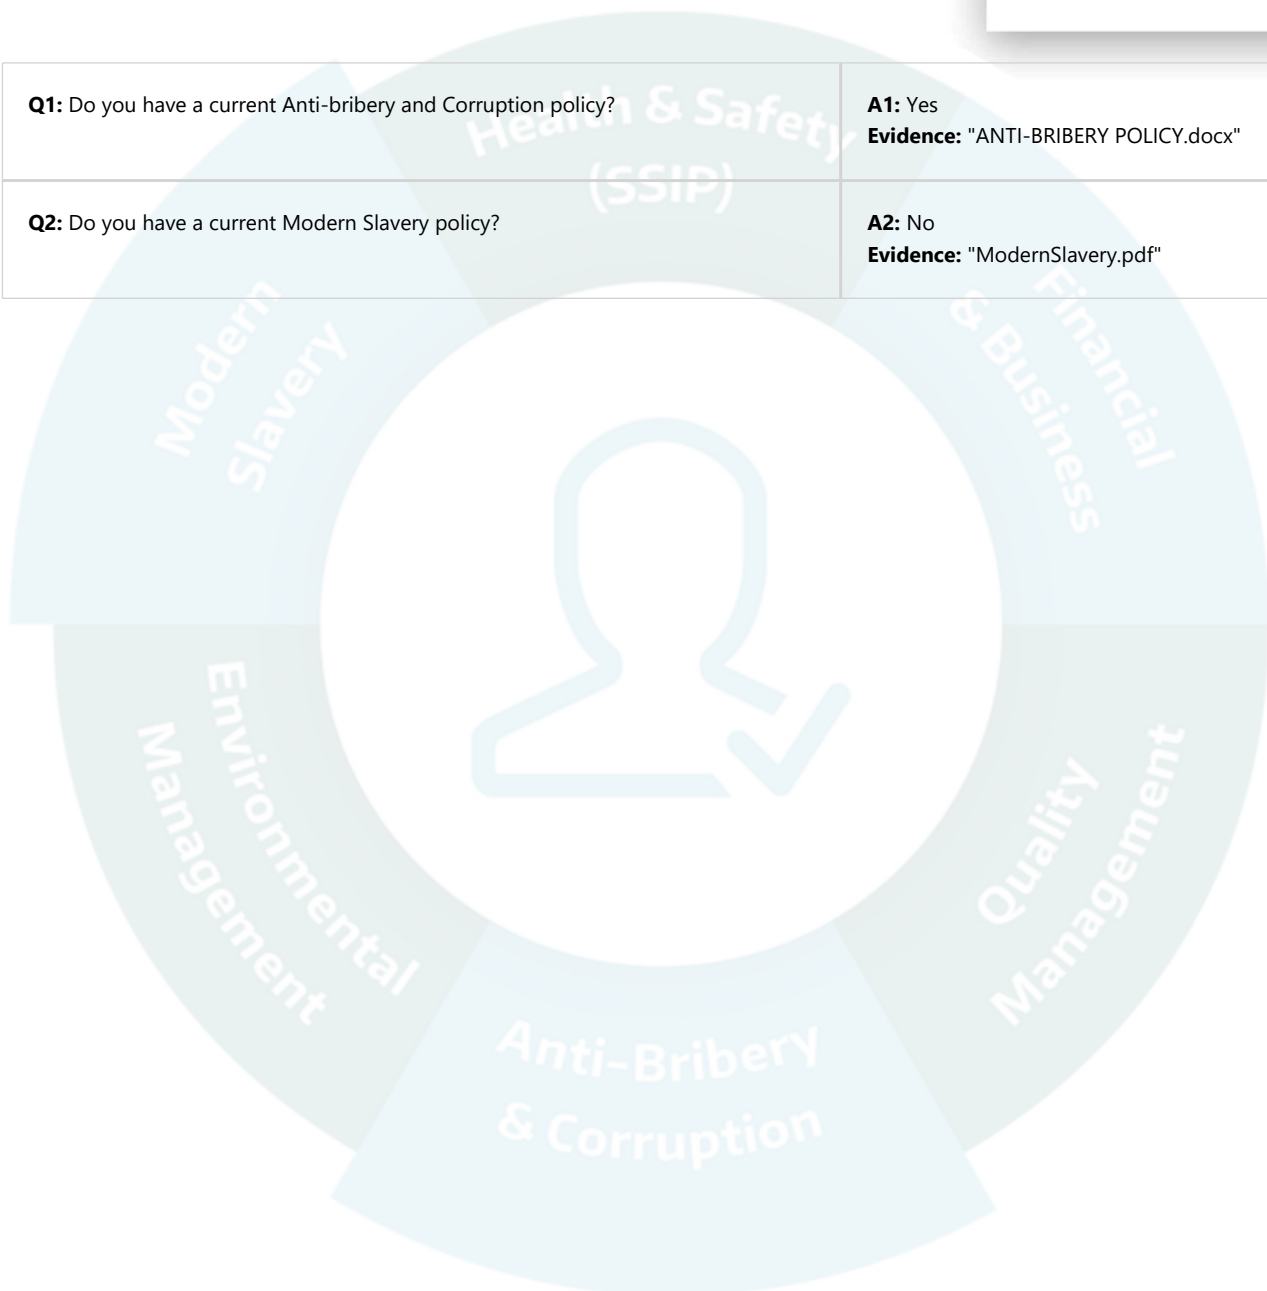 Q1: Do you have a current Anti-bribery and Corruption policy?
A1: Yes
Evidence: "ANTI-BRIBERY POLICY.docx"
Q2: Do you have a current Modern Slavery policy?
A2: No
Evidence: "ModernSlavery.pdf"
Health & Safety
(SSIP)
Modern
Slavery
Financial
& Business
Environmental
Management
Quality
Management
Anti-Bribery
& Corruption